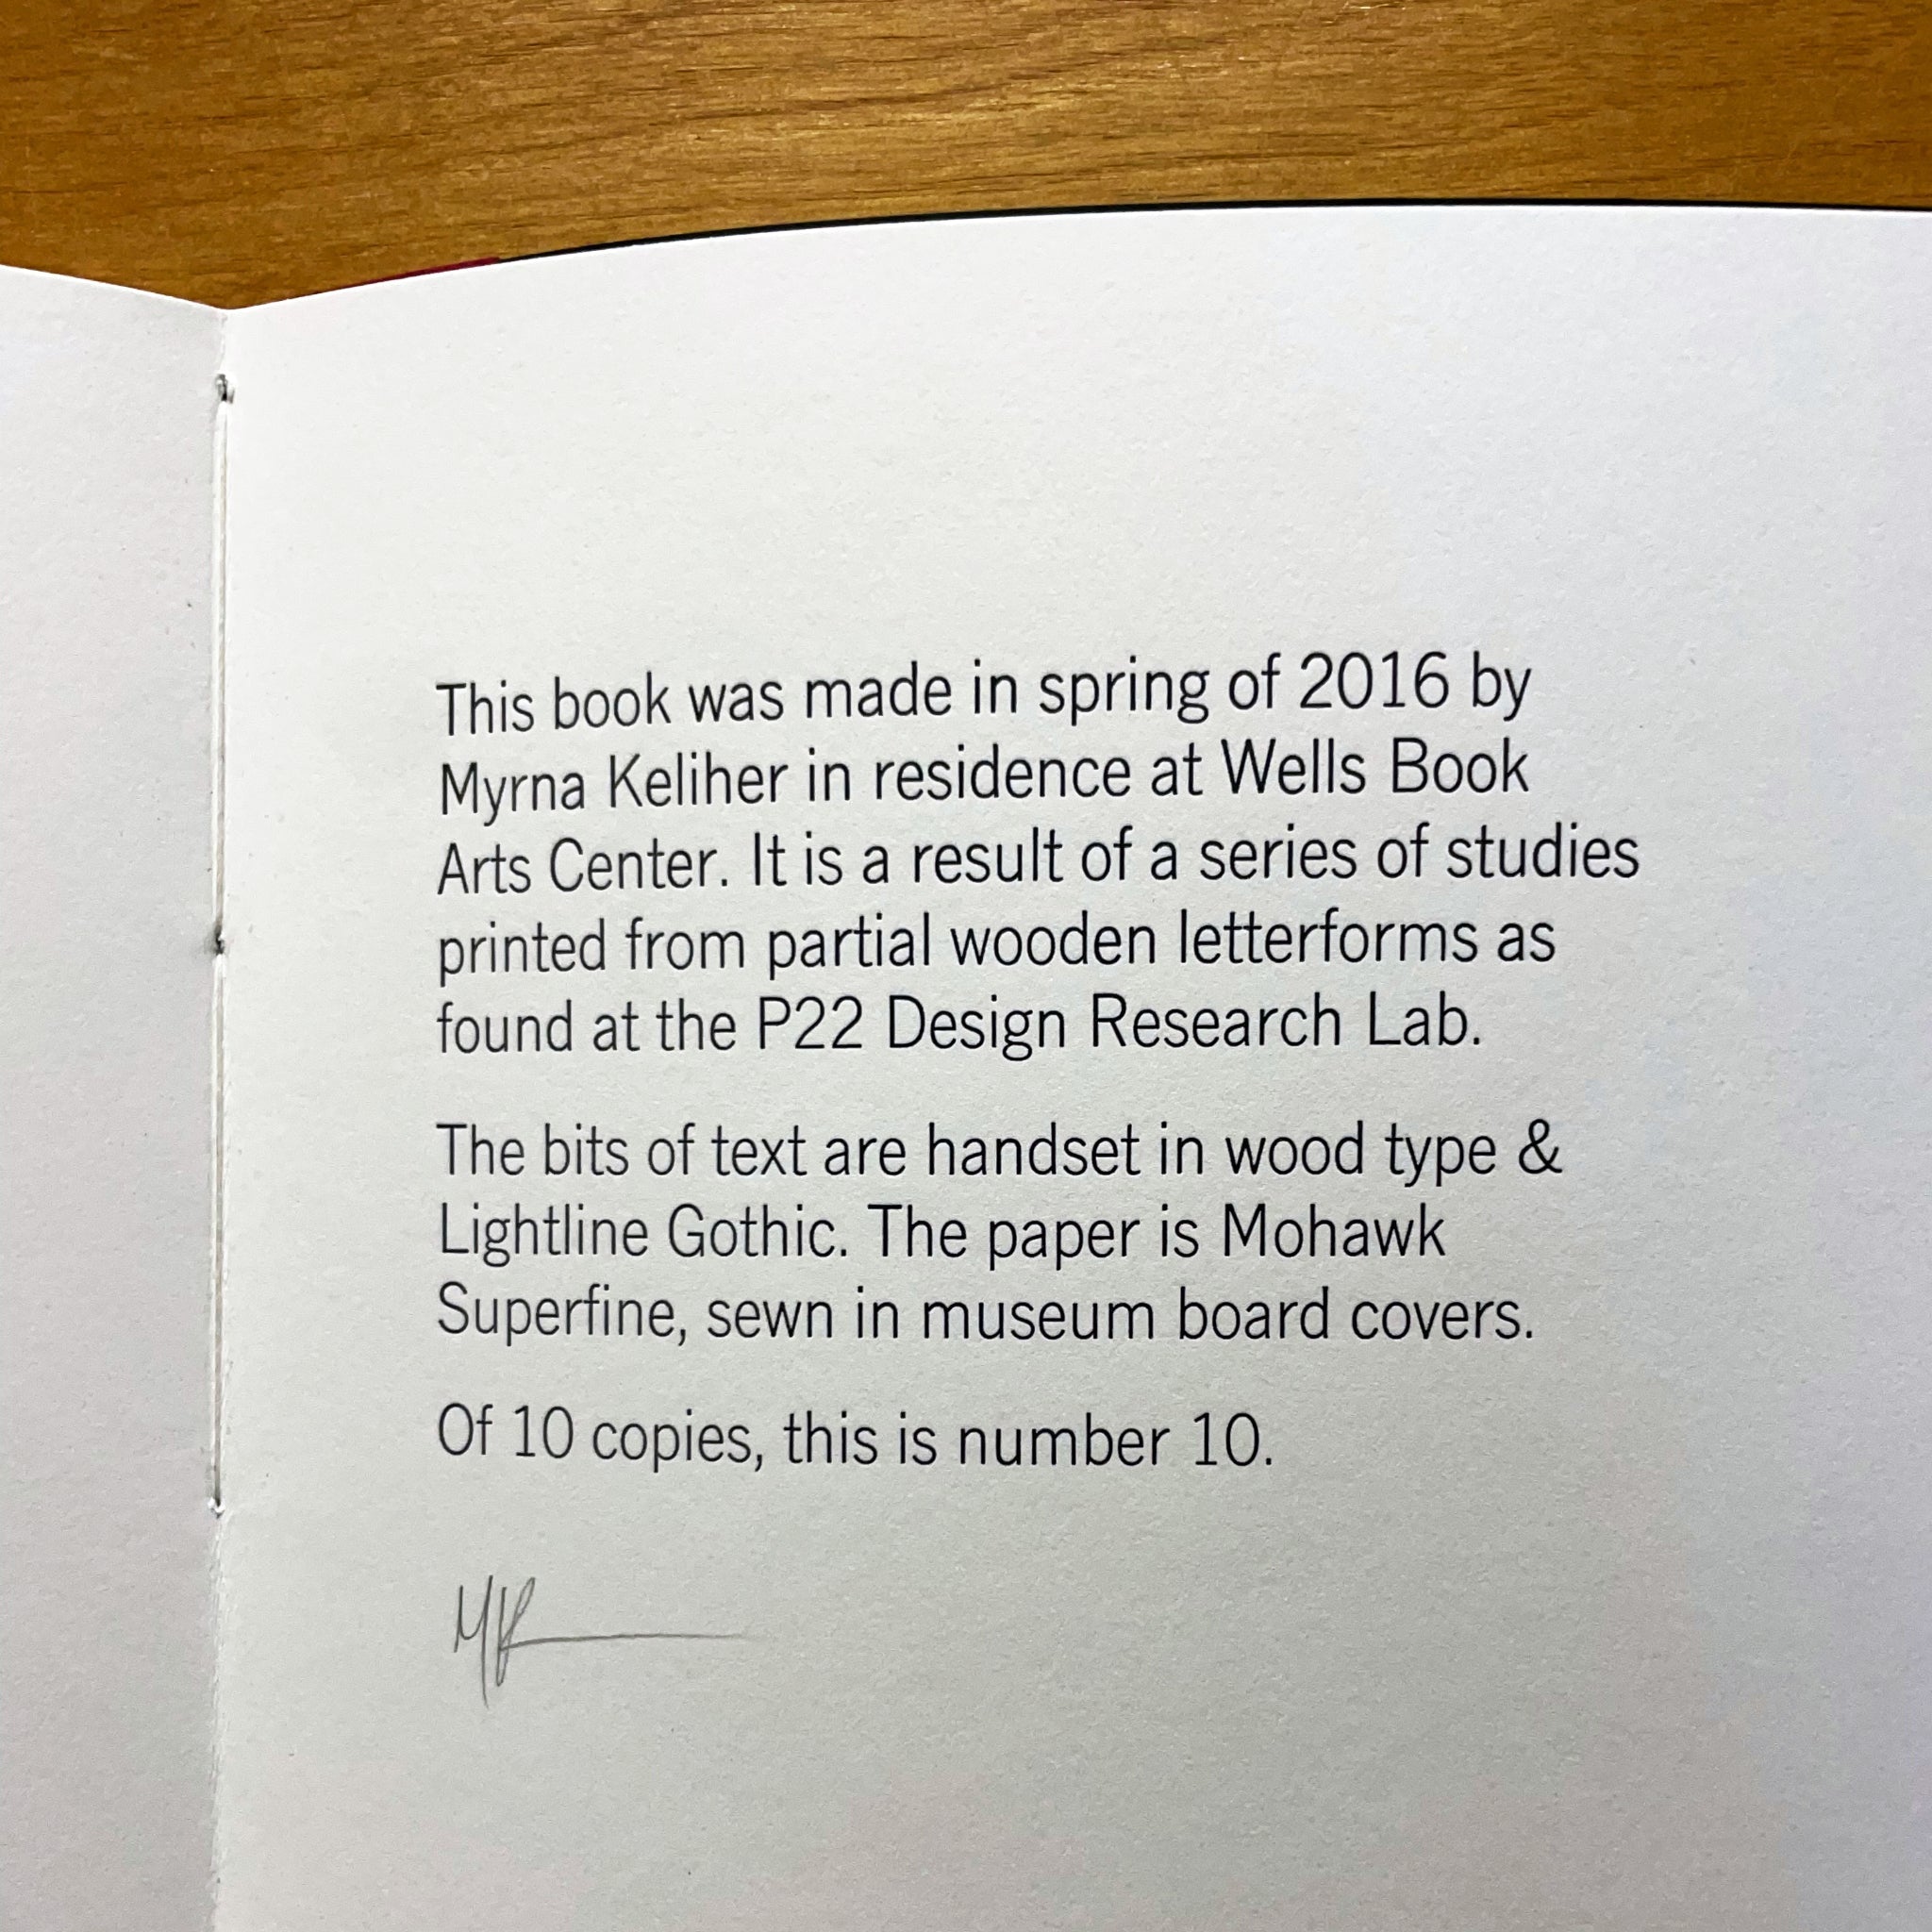 This book was made in spring of 2016 by
Myrna Keliher in residence at Wells Book
Arts Center. It is a result of a series of studies
printed from partial wooden letterforms as
found at the P22 Design Research Lab.
The bits of text are handset in wood type &
Lightline Gothic. The paper is Mohawk
Superfine, sewn in museum board covers.
Of 10 copies, this is number 10.
MK